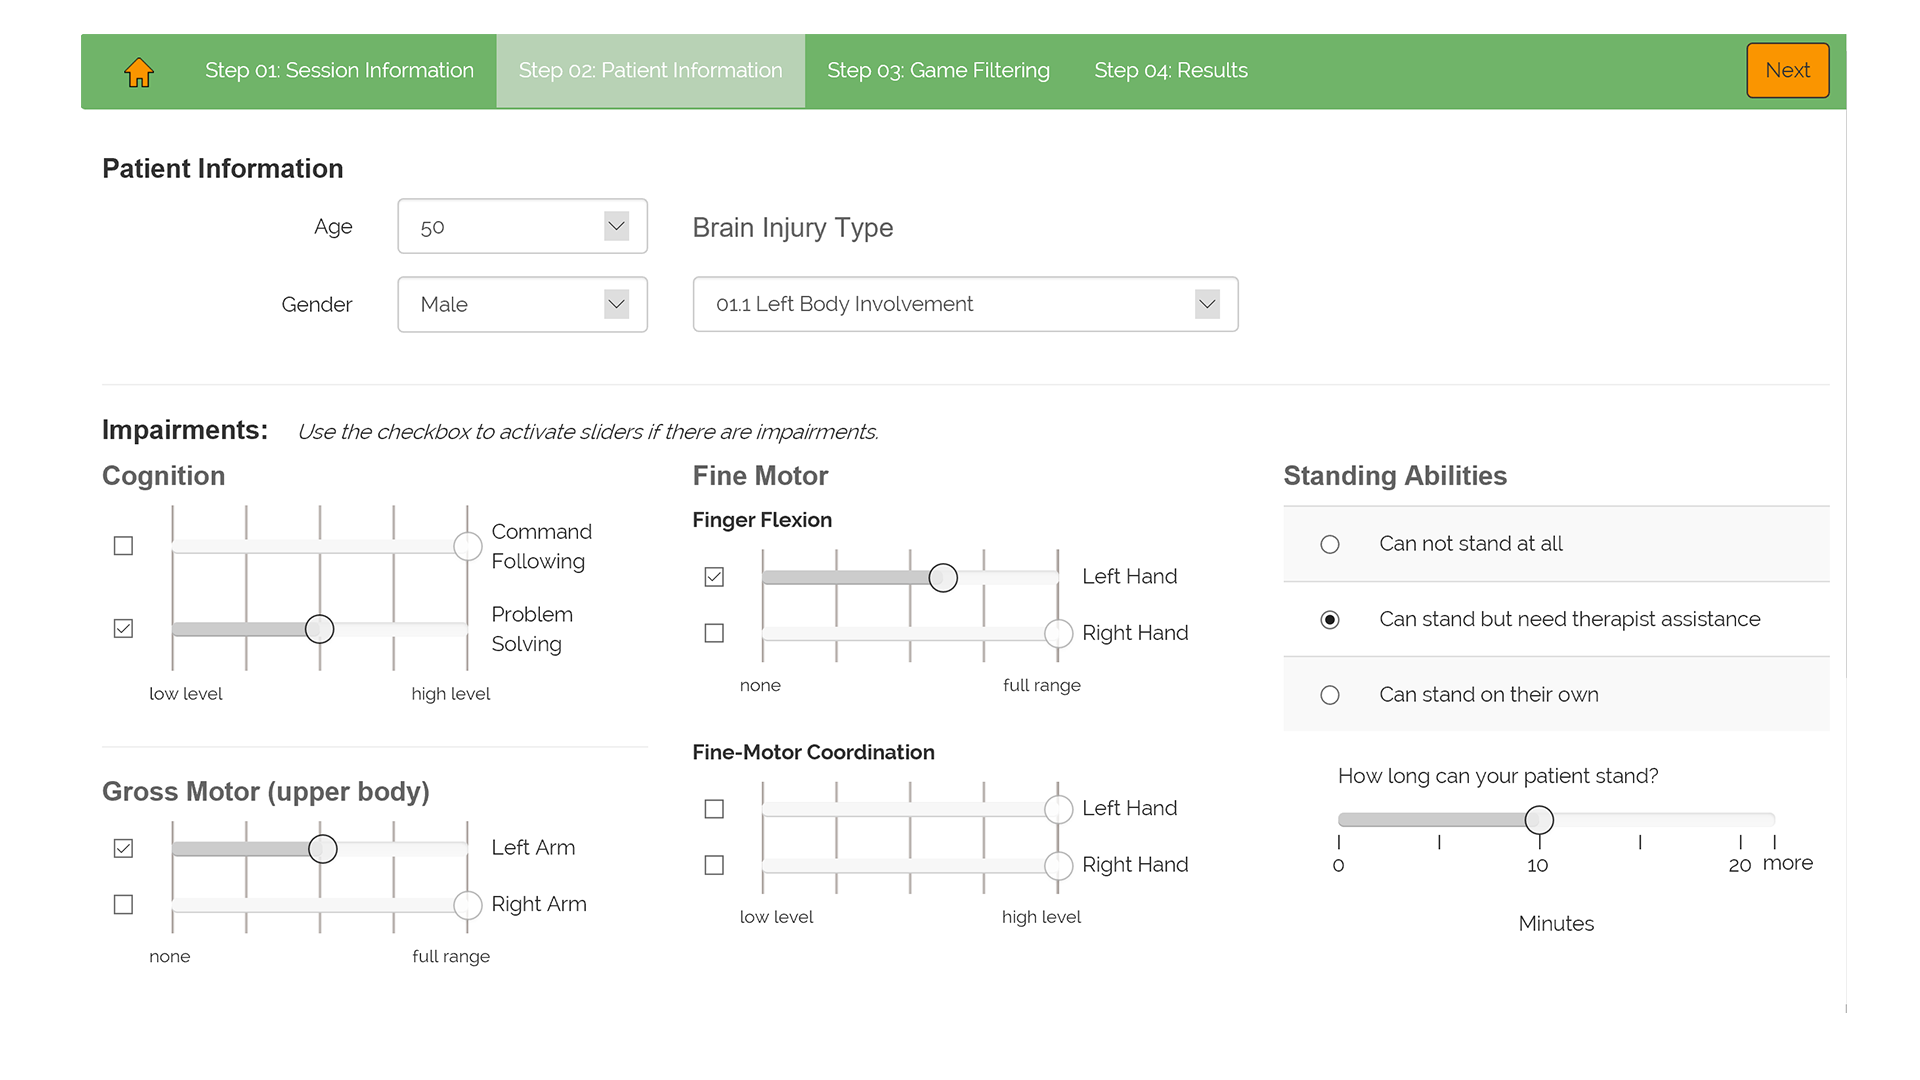 Step 01: Session Information
Step 02: Patient Information
Step 03: Game Filtering
Step 04: Results
Next
Patient Information
Age
50
Brain Injury Type
Gender
Male
01.1 Left Body Involvement
Impairments:
Use the checkbox to activate sliders if there are impairments.
Cognition
Command
Following
Problem
Solving
low level
high level
Gross Motor (upper body)
Left Arm
Right Arm
none
full range
Fine Motor
Finger Flexion
Left Hand
Right Hand
none
full range
Fine-Motor Coordination
Left Hand
Right Hand
low level
high level
Standing Abilities
Can not stand at all
Can stand but need therapist assistance
Can stand on their own
How long can your patient stand?
0
10
20
more
Minutes